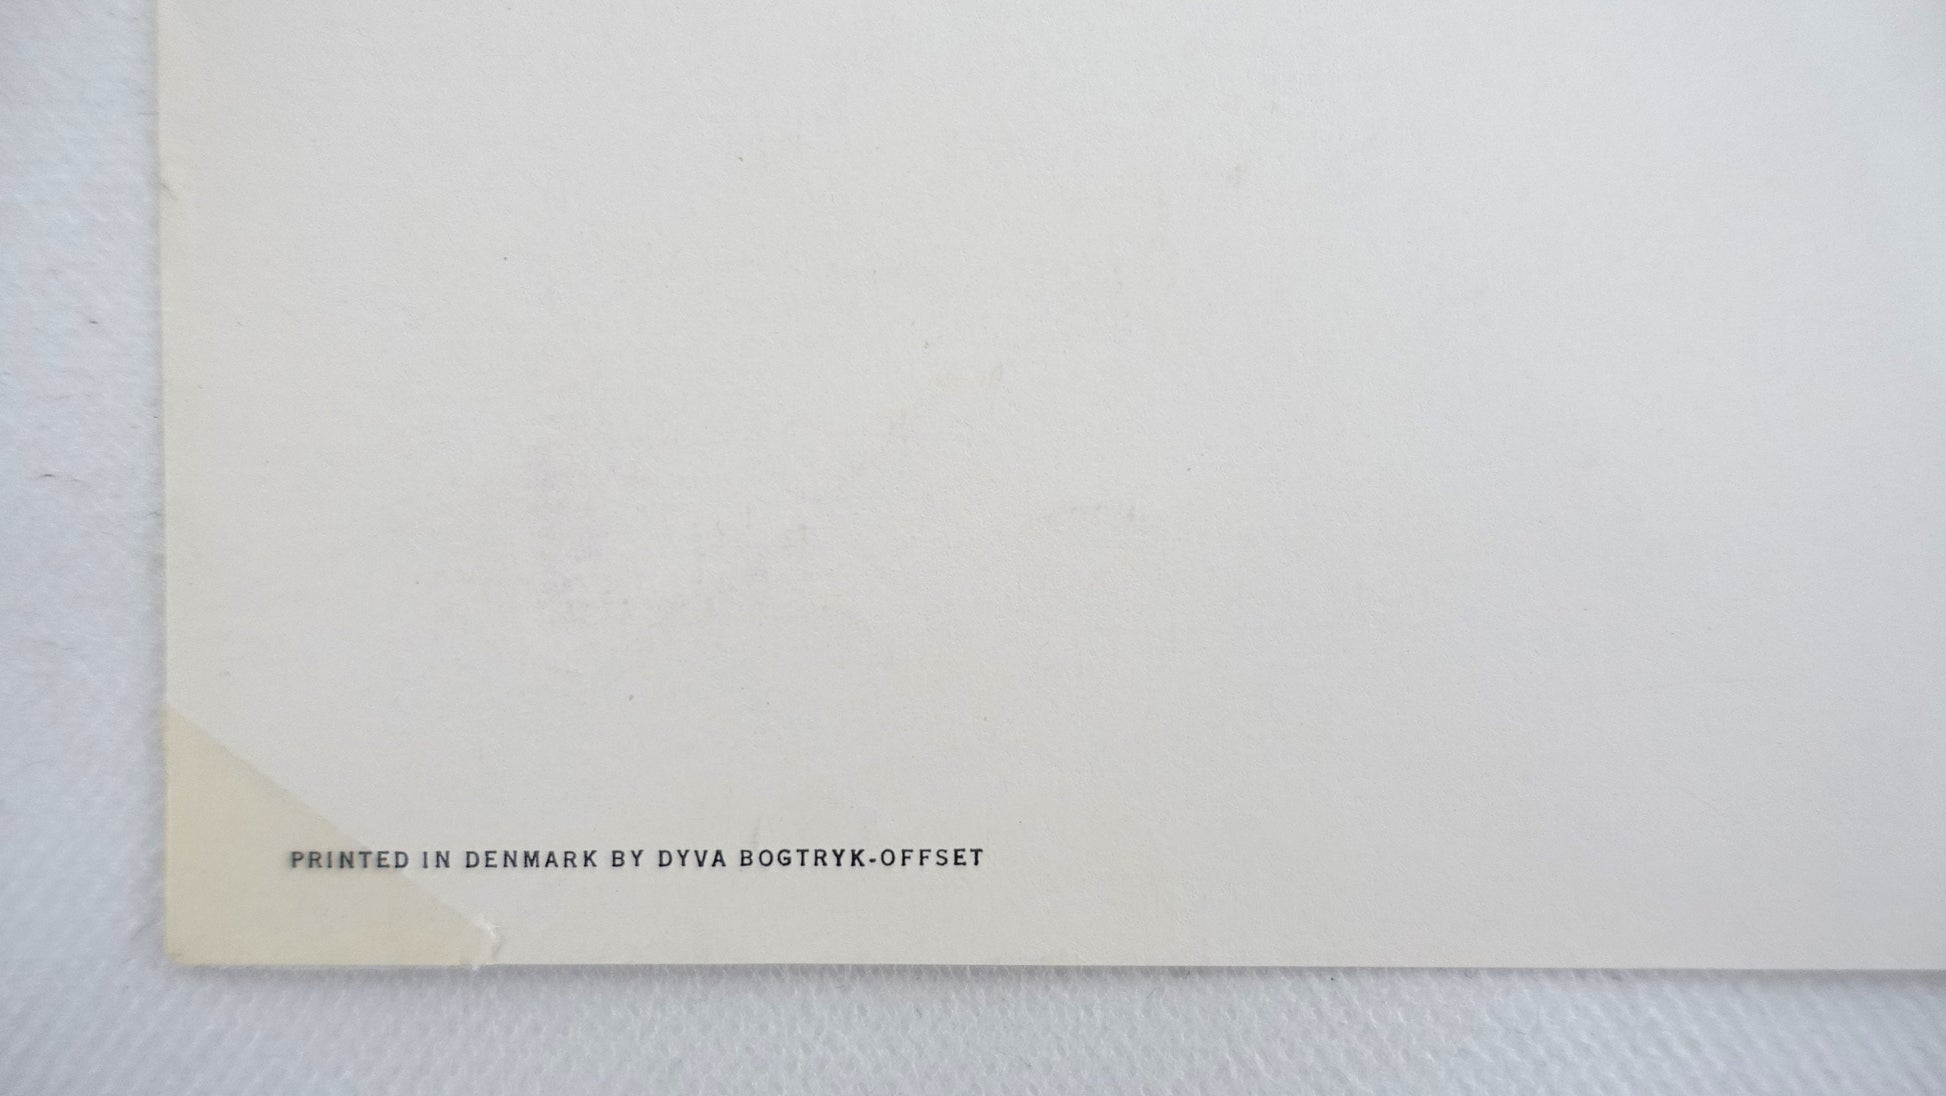 PRINTED IN DENMARK BY DYVA BOGTRYK-OFFSET